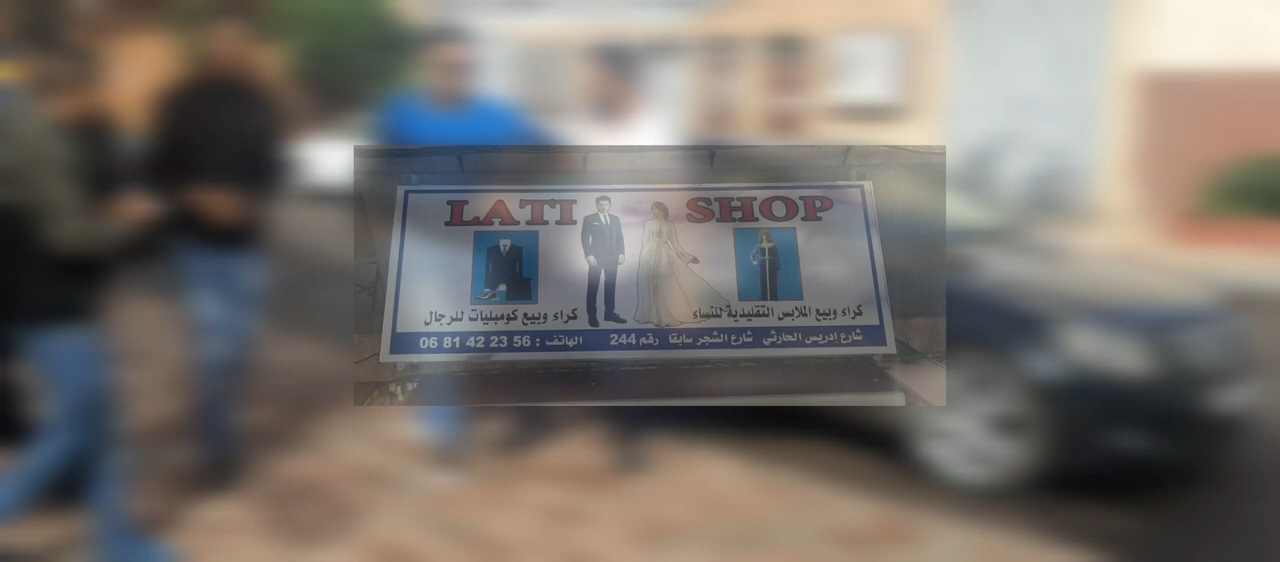 LATI SHOP
كراء وبيع الملابس التقليدية للنساء
كراء وبيع كومبليات للرجال
شارع إدريس الحارثي شارع الشجر سابقا رقم 244 الهاتف : 06 81 42 23 56